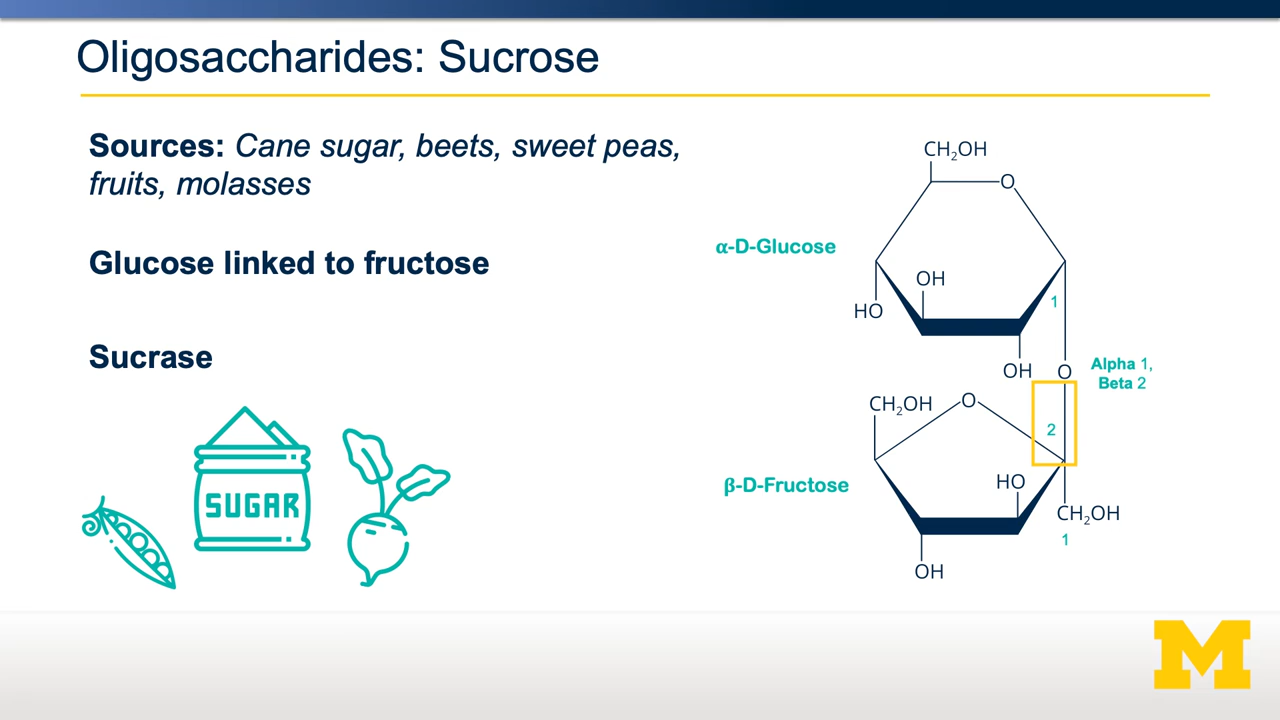 Oligosaccharides: Sucrose
Sources: Cane sugar, beets, sweet peas,
fruits, molasses
Glucose linked to fructose
Sucrase
SUGAR
CH₂OH
O
α-D-Glucose
OH
HO
1
OH
O
Alpha 1,
Beta 2
CH₂OH
O
2
β-D-Fructose
HO
CH₂OH
1
OH
M